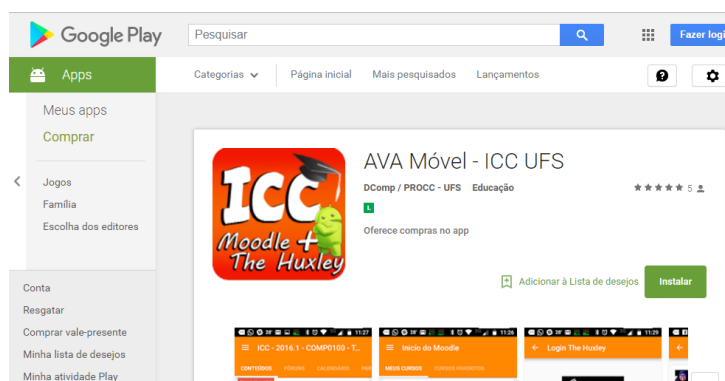 Google Play
Pesquisar
Fazer logi
Apps
Categorias
Página inicial
Mais pesquisados
Lançamentos
Meus apps
Comprar
Jogos
Família
Escolha dos editores
Conta
Resgatar
Comprar vale-presente
Minha lista de desejos
Minha atividade Play
ICC
Moodle +
The Huxley
AVA Móvel - ICC UFS
DComp / PROCC - UFS Educação
5
L
Oferece compras no app
Adicionar à Lista de desejos
Instalar
11:27
ICC - 2016.1 - COMP0100 - T...
CONTEÚDOS FÓRUNS CALENDÁRIO
11:26
Início do Moodle
MEUS CURSOS CURSOS FAVORITOS
11:29
Login The Huxley